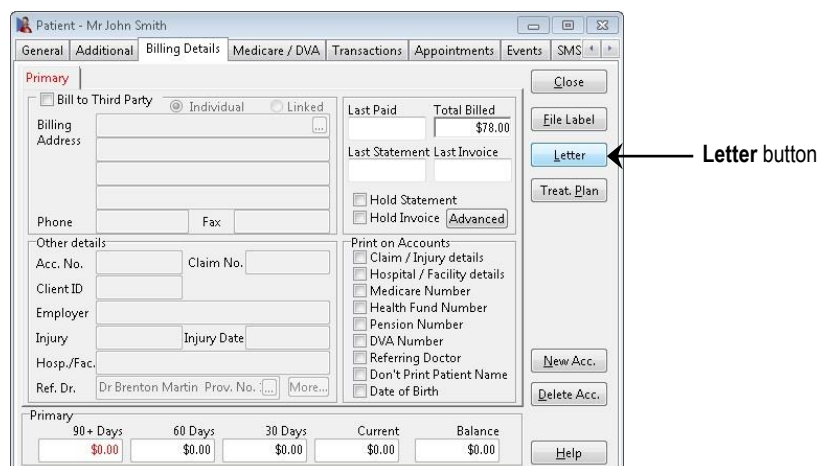 Patient - Mr John Smith
General Additional Billing Details Medicare / DVA Transactions Appointments Events SMS
Primary
Bill to Third Party Individual Linked
Billing Address
...
Phone Fax
Last Paid Total Billed
$78.00
Last Statement Last Invoice
Hold Statement
Hold Invoice Advanced
Other details
Acc. No. Claim No.
Client ID
Employer
Injury Injury Date
Hosp./Fac.
Ref. Dr. Dr Brenton Martin Prov. No. ... More...
Print on Accounts
Claim / Injury details
Hospital / Facility details
Medicare Number
Health Fund Number
Pension Number
DVA Number
Referring Doctor
Don't Print Patient Name
Date of Birth
Close
File Label
Letter
Treat. Plan
New Acc.
Delete Acc.
Help
Primary
90+ Days 60 Days 30 Days Current Balance
$0.00 $0.00 $0.00 $0.00 $0.00
Letter button